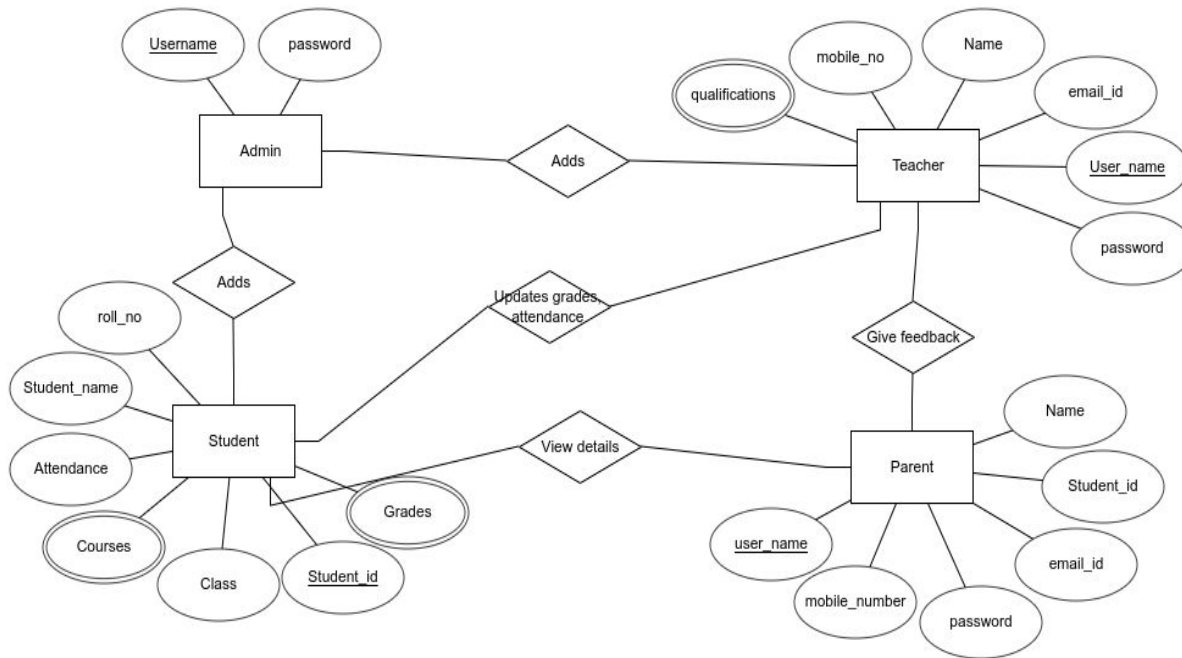 Username
password
Name
mobile_no
qualifications
email_id
Admin
Adds
Teacher
User_name
password
Adds
Updates grades,
attendance
roll_no
Give feedback
Student_name
Name
Student
View details
Attendance
Parent
Student_id
Grades
Courses
user_name
email_id
Class
Student_id
mobile_number
password